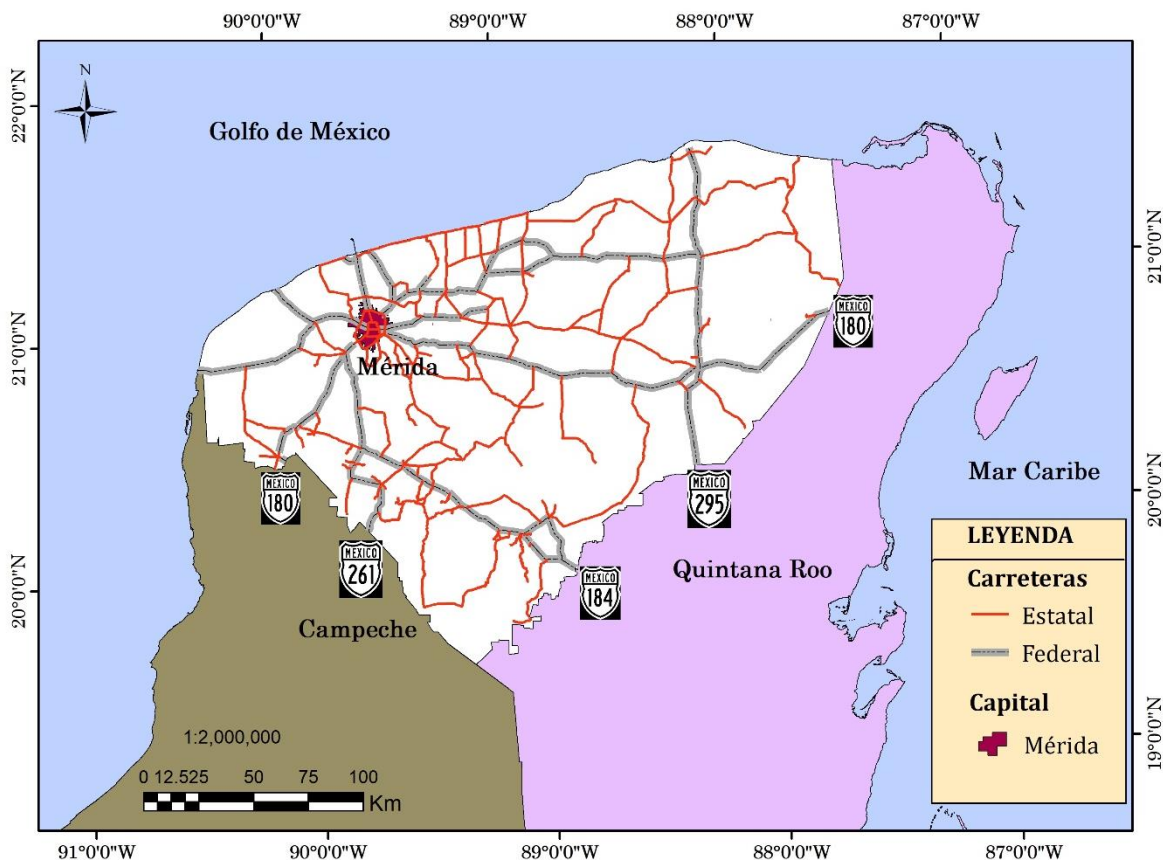 90°0'0"W 89°0'0"W 88°0'0"W 87°0'0"W
22°0'0"N
21°0'0"N
20°0'0"N
N
Golfo de México
Mérida
MEXICO
180
MEXICO
180
MEXICO
261
MEXICO
295
MEXICO
184
Mar Caribe
Quintana Roo
Campeche
21°0'0"N
20°0'0"N
19°0'0"N
LEYENDA
Carreteras
Estatal
Federal
Capital
Mérida
1:2,000,000
0 12.525 50 75 100
Km
91°0'0"W 90°0'0"W 89°0'0"W 88°0'0"W 87°0'0"W